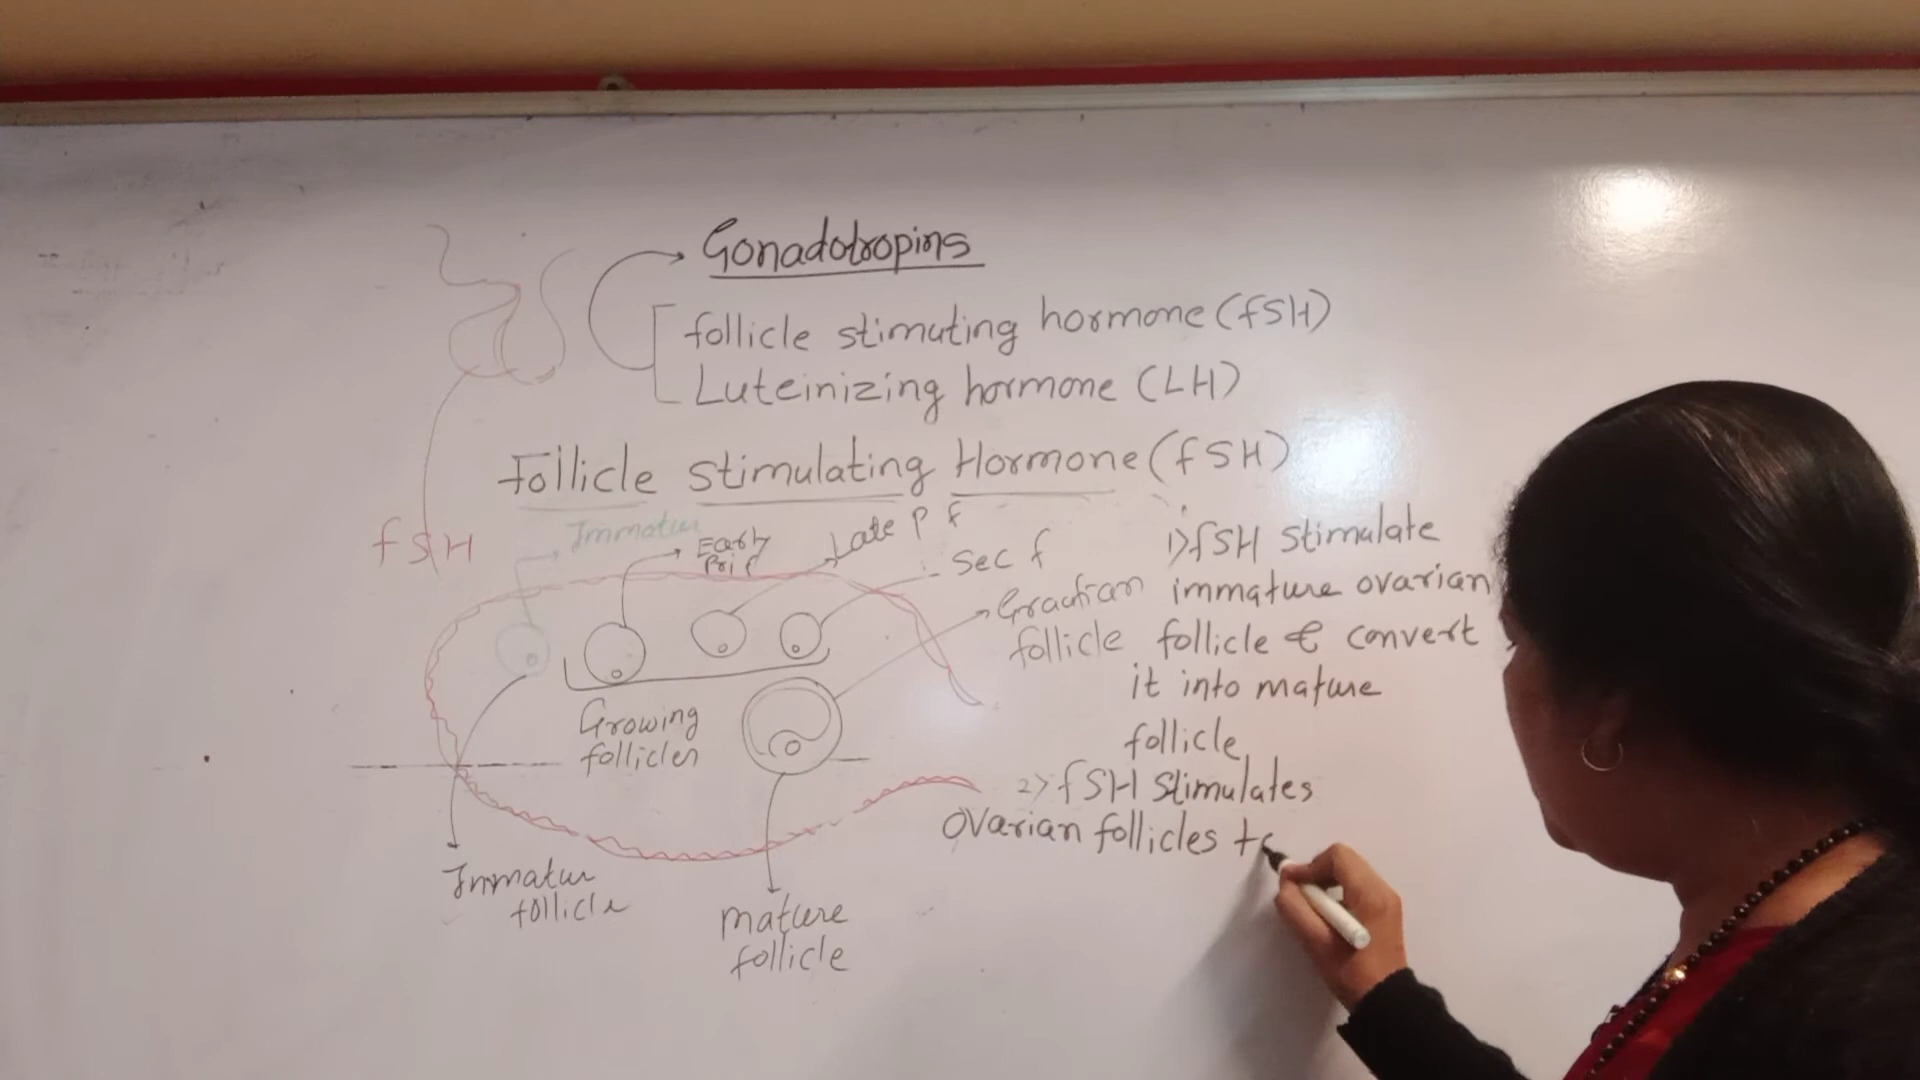 Gonadotropins
follicle stimuting hormone (fSH)
Luteinizing hormone (LH)
Follicle Stimulating Hormone (fSH)
fSH
Immatur
Early
Pri f
Late P f
Sec f
Graafian
follicle
Growing
follicles
Immatur
follicle
mature
follicle
1) fSH stimulate
immature ovarian
follicle & convert
it into mature
follicle
2) fSH Stimulates
ovarian follicles to